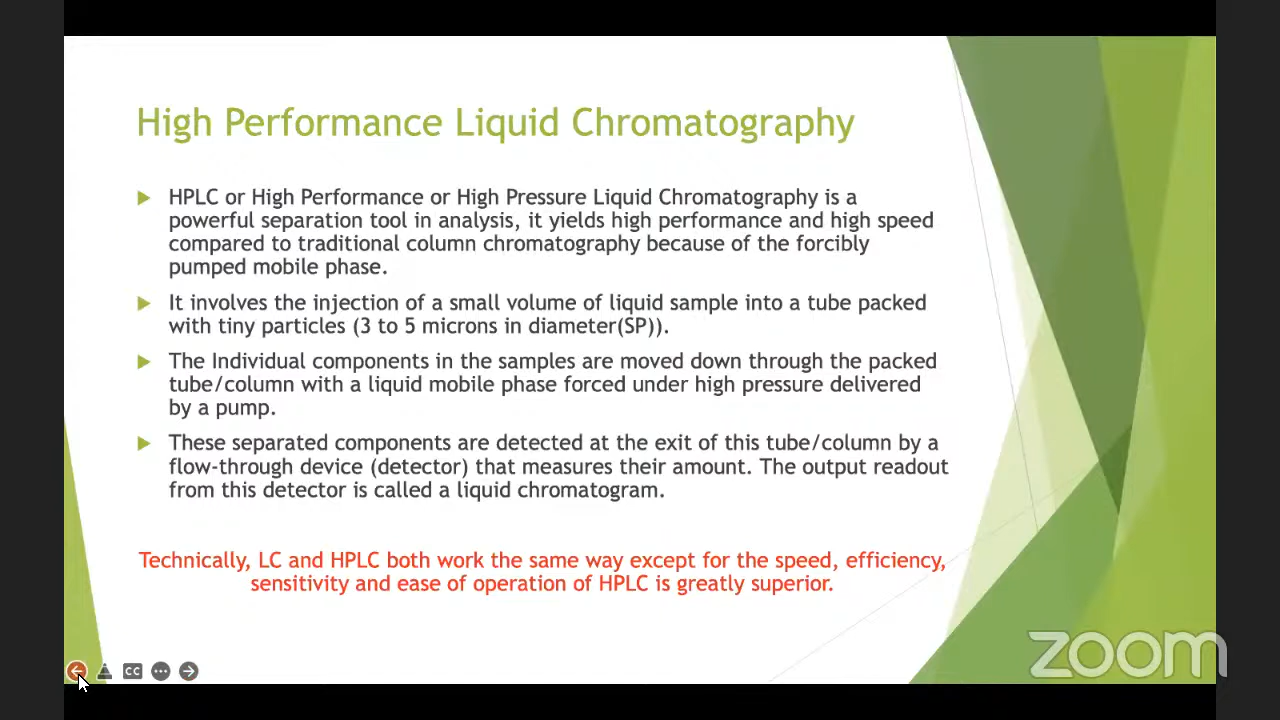 High Performance Liquid Chromatography
HPLC or High Performance or High Pressure Liquid Chromatography is a
powerful separation tool in analysis, it yields high performance and high speed
compared to traditional column chromatography because of the forcibly
pumped mobile phase.
It involves the injection of a small volume of liquid sample into a tube packed
with tiny particles (3 to 5 microns in diameter(SP)).
The Individual components in the samples are moved down through the packed
tube/column with a liquid mobile phase forced under high pressure delivered
by a pump.
These separated components are detected at the exit of this tube/column by a
flow-through device (detector) that measures their amount. The output readout
from this detector is called a liquid chromatogram.
Technically, LC and HPLC both work the same way except for the speed, efficiency,
sensitivity and ease of operation of HPLC is greatly superior.
CC
zoom